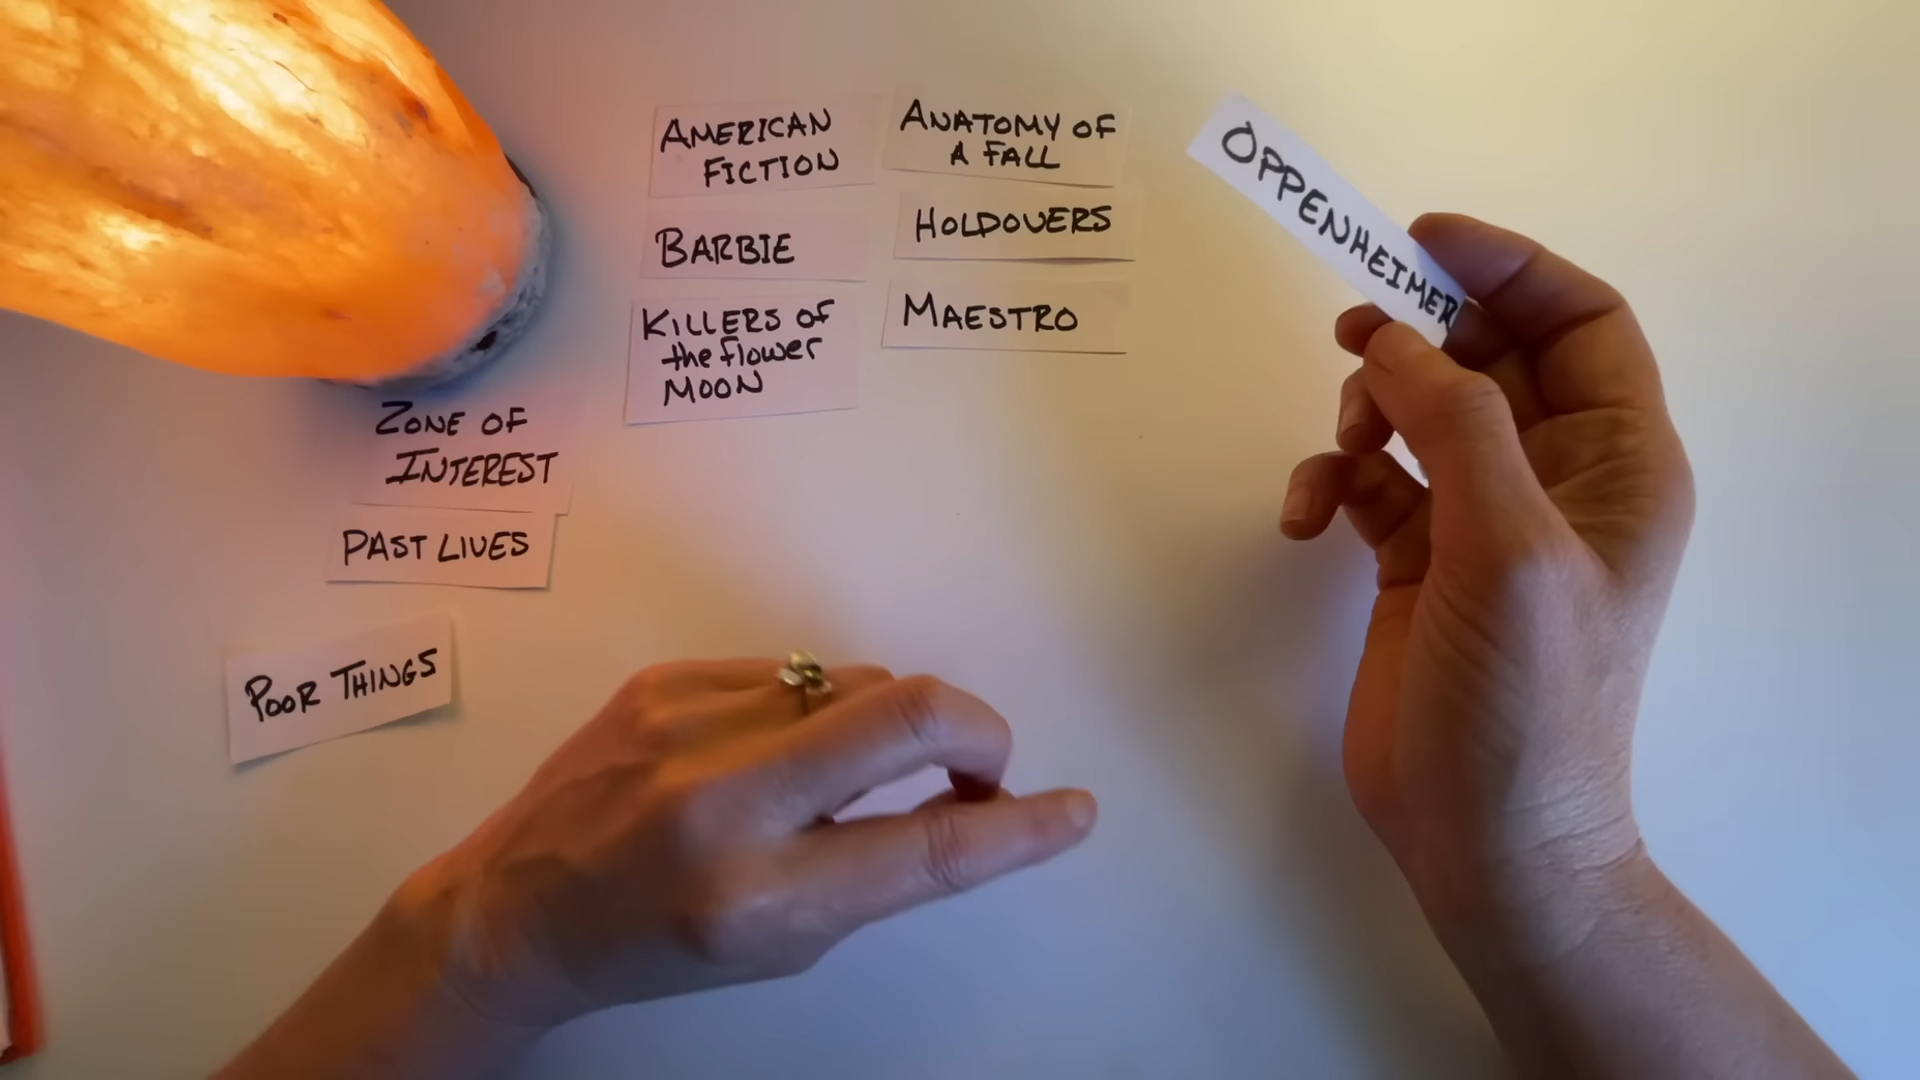 AMERICAN
FICTION
ANATOMY OF
A FALL
OPPENHEIMER
BARBIE
HOLDOVERS
KILLERS OF
the flower
MOON
MAESTRO
ZONE OF
INTEREST
PAST LIVES
POOR THINGS